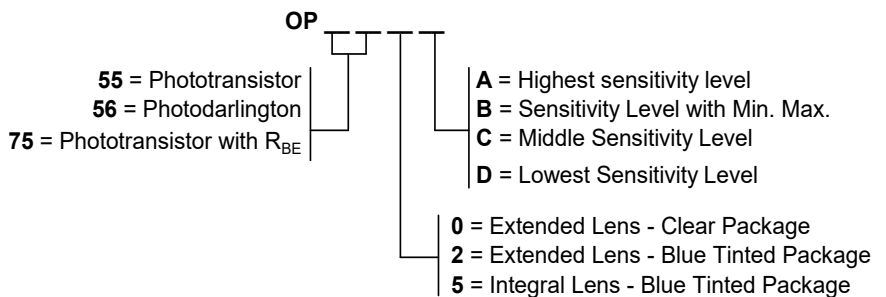 OP
55 = Phototransistor
56 = Photodarlington
75 = Phototransistor with RBE
A = Highest sensitivity level
B = Sensitivity Level with Min. Max.
C = Middle Sensitivity Level
D = Lowest Sensitivity Level
0 = Extended Lens - Clear Package
2 = Extended Lens - Blue Tinted Package
5 = Integral Lens - Blue Tinted Package